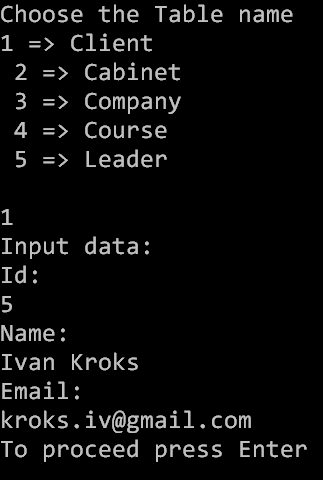 Choose the Table name
1 => Client
2 => Cabinet
3 => Company
4 => Course
5 => Leader
1
Input data:
Id:
5
Name:
Ivan Kroks
Email:
kroks.iv@gmail.com
To proceed press Enter